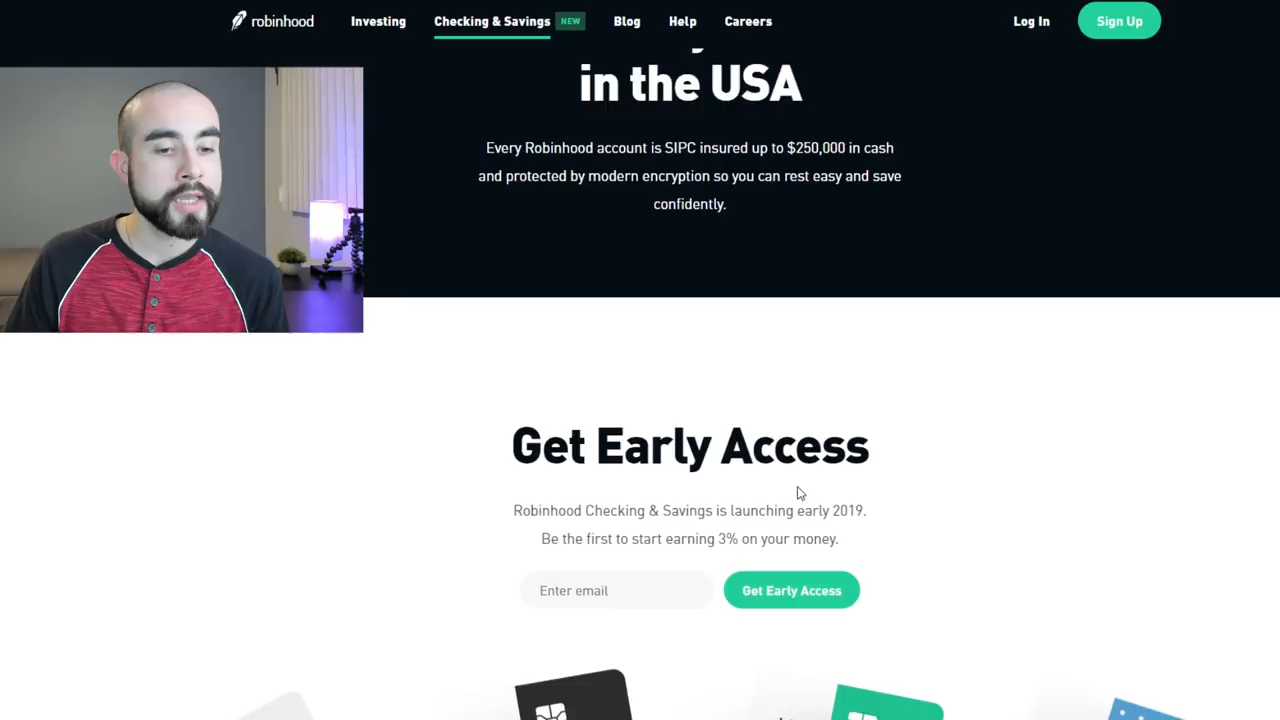 robinhood Investing Checking & Savings NEW Blog Help Careers Log In Sign Up
in the USA
Every Robinhood account is SIPC insured up to $250,000 in cash
and protected by modern encryption so you can rest easy and save
confidently.
Get Early Access
Robinhood Checking & Savings is launching early 2019.
Be the first to start earning 3% on your money.
Enter email Get Early Access